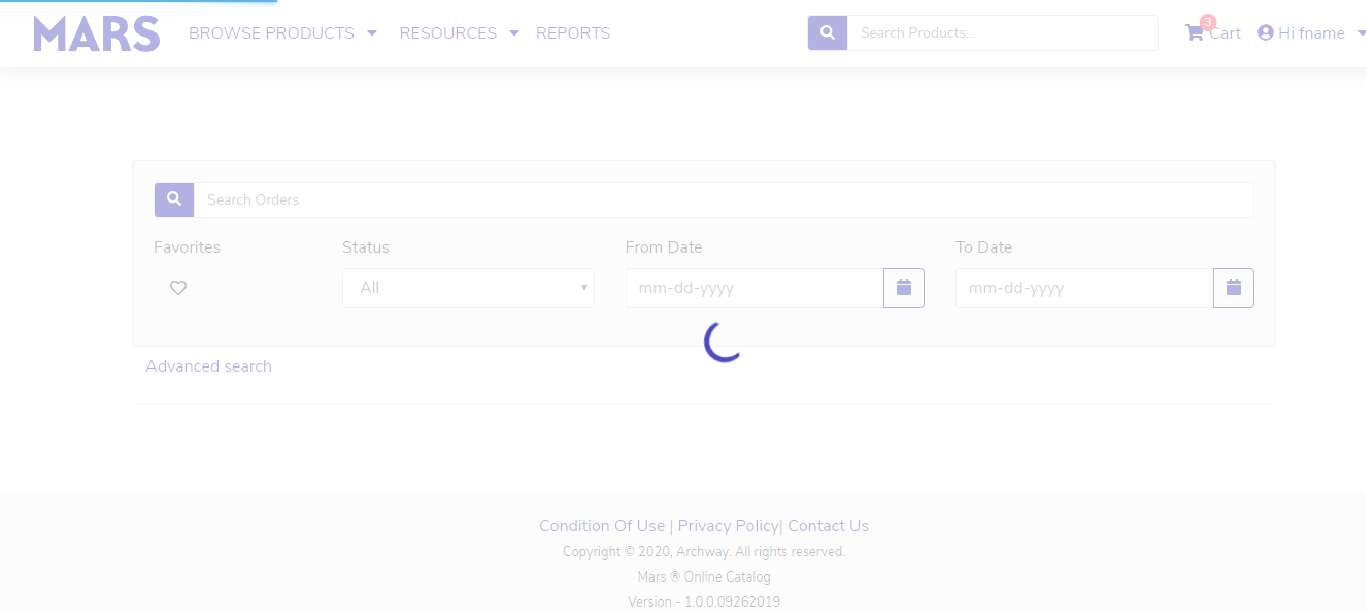 MARS BROWSE PRODUCTS RESOURCES REPORTS Search Products... 3 Cart Hi fname
Search Orders
Favorites Status From Date To Date
All mm-dd-yyyy mm-dd-yyyy
Advanced search
Condition Of Use | Privacy Policy| Contact Us
Copyright © 2020, Archway. All rights reserved.
Mars ® Online Catalog
Version - 1.0.0.09262019